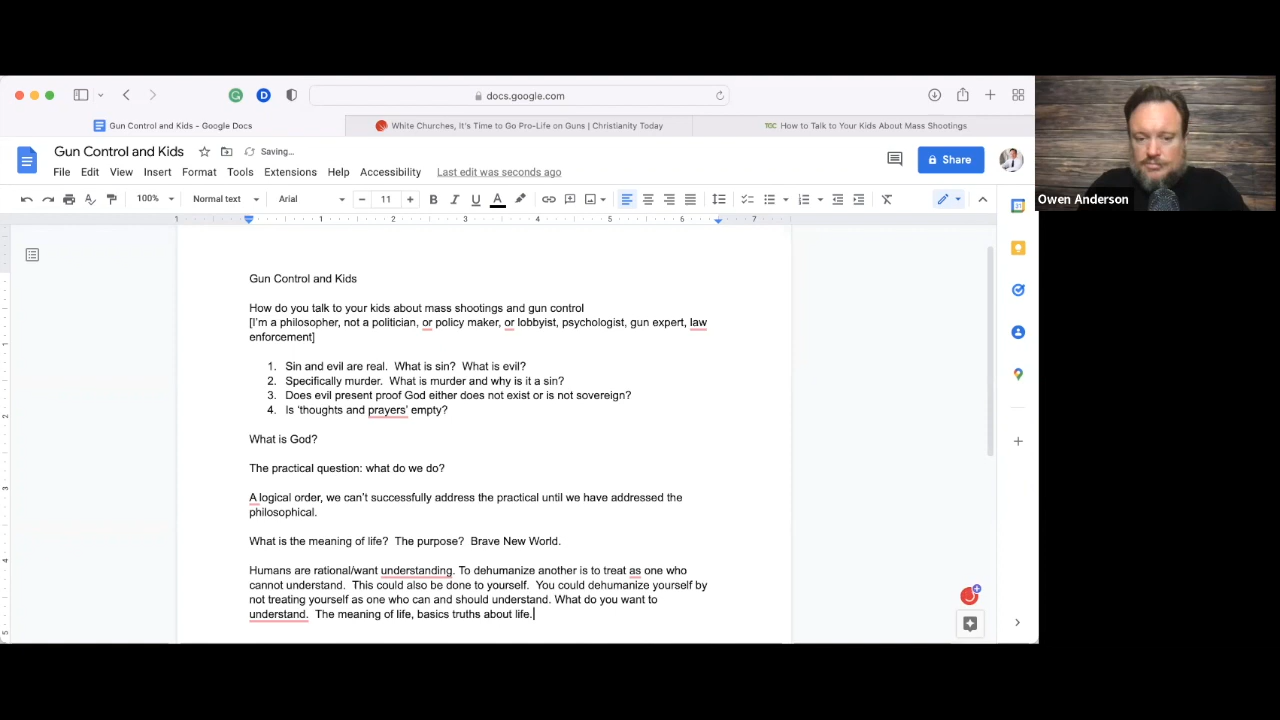 docs.google.com
Gun Control and Kids - Google Docs
White Churches, It's Time to Go Pro-Life on Guns | Christianity Today
TGC How to Talk to Your Kids About Mass Shootings
Gun Control and Kids
Saving...
File Edit View Insert Format Tools Extensions Help Accessibility
Last edit was seconds ago
Share
100% Normal text Arial 11
1 1 2 3 4 5 6 7
Owen Anderson
Gun Control and Kids
How do you talk to your kids about mass shootings and gun control
[I'm a philosopher, not a politician, or policy maker, or lobbyist, psychologist, gun expert, law
enforcement]
1. Sin and evil are real. What is sin? What is evil?
2. Specifically murder. What is murder and why is it a sin?
3. Does evil present proof God either does not exist or is not sovereign?
4. Is 'thoughts and prayers' empty?
What is God?
The practical question: what do we do?
A logical order, we can't successfully address the practical until we have addressed the
philosophical.
What is the meaning of life? The purpose? Brave New World.
Humans are rational/want understanding. To dehumanize another is to treat as one who
cannot understand. This could also be done to yourself. You could dehumanize yourself by
not treating yourself as one who can and should understand. What do you want to
understand. The meaning of life, basics truths about life.